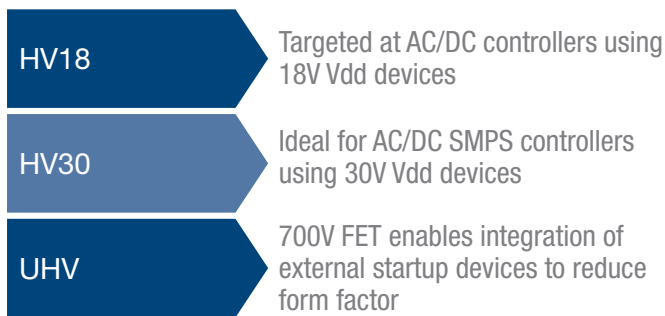 HV18
Targeted at AC/DC controllers using
18V Vdd devices
HV30
Ideal for AC/DC SMPS controllers
using 30V Vdd devices
UHV
700V FET enables integration of
external startup devices to reduce
form factor